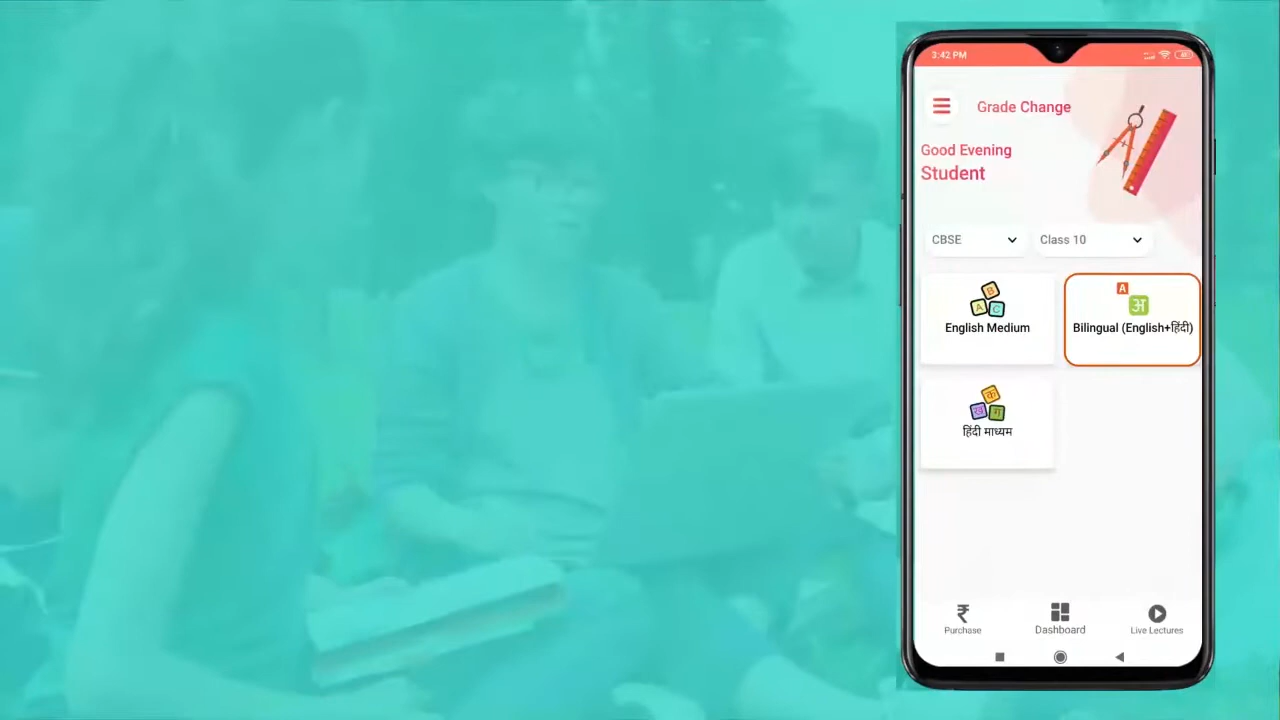 3:42 PM
Grade Change
Good Evening
Student
CBSE
Class 10
B
A C
English Medium
A
अ
Bilingual (English+हिंदी)
क
ख ग
हिंदी माध्यम
Purchase
Dashboard
Live Lectures